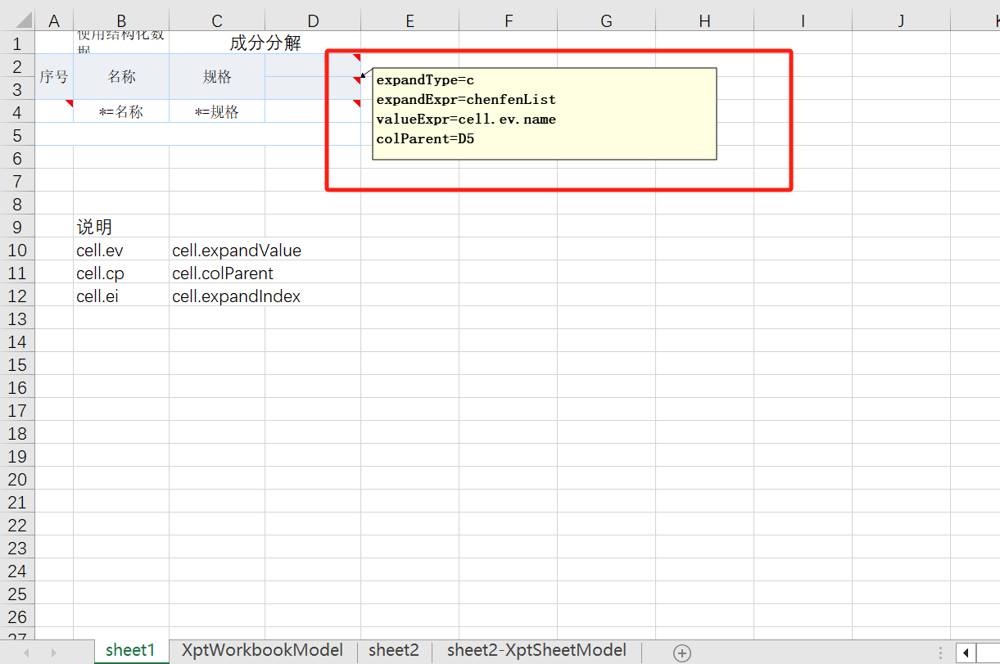 A B C D E F G H I J K
1 使用结构化数据 成分分解
2
序号 名称 规格
3
4 *=名称 *=规格
expandType=c
expandExpr=chenfenList
valueExpr=cell.ev.name
colParent=D5
5
6
7
8
9 说明
10 cell.ev cell.expandValue
11 cell.cp cell.colParent
12 cell.ei cell.expandIndex
13
14
15
16
17
18
19
20
21
22
23
24
25
26
27
sheet1 XptWorkbookModel sheet2 sheet2-XptSheetModel